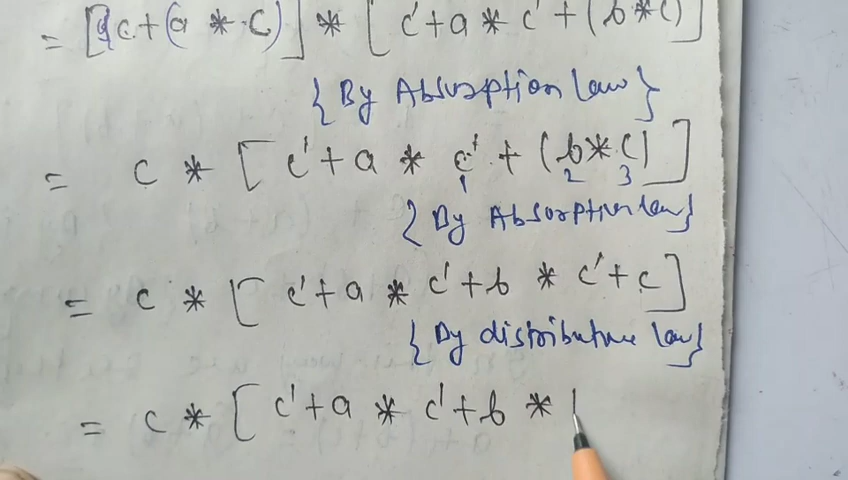 = [c+(a * c)] * [ c'+a * c' + (b*c)]
{By Absorption law}
= c * [ c'+a * c' + (b*c)]
1 2 3
{By Absorption law}
= c * [ c'+a * c'+b * c'+c]
{By distributive law}
= c * [ c'+a * c'+b * 1